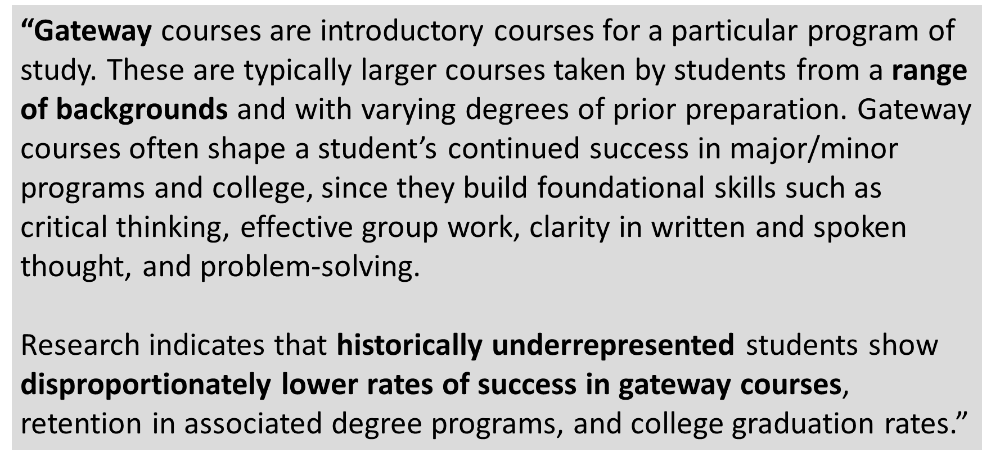 “Gateway courses are introductory courses for a particular program of
study. These are typically larger courses taken by students from a range
of backgrounds and with varying degrees of prior preparation. Gateway
courses often shape a student’s continued success in major/minor
programs and college, since they build foundational skills such as
critical thinking, effective group work, clarity in written and spoken
thought, and problem-solving.
Research indicates that historically underrepresented students show
disproportionately lower rates of success in gateway courses,
retention in associated degree programs, and college graduation rates.”